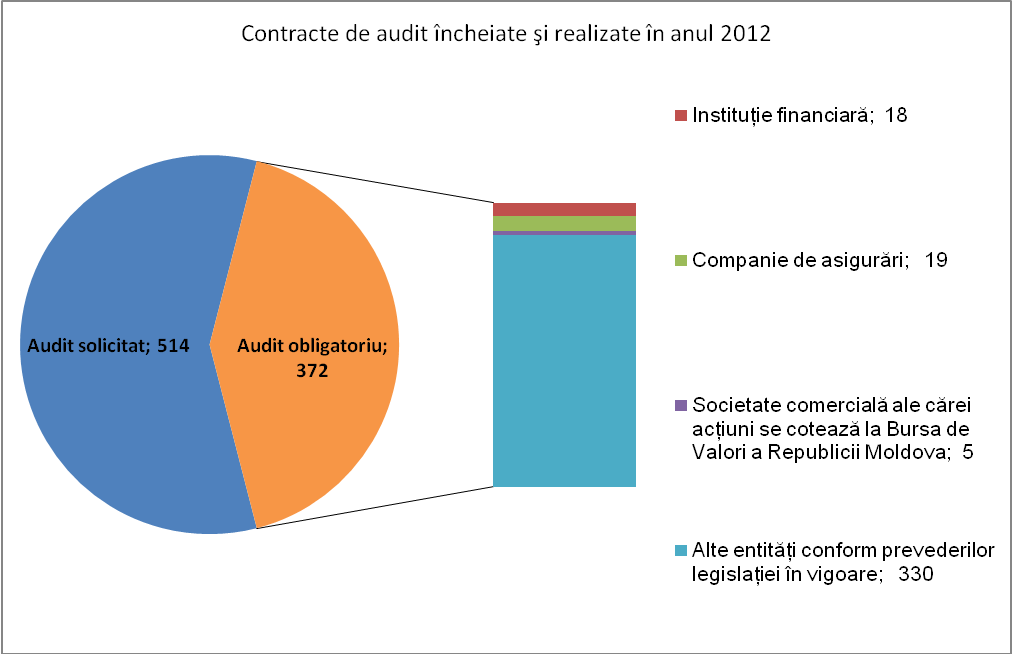 Contracte de audit încheiate şi realizate în anul 2012
Instituție financiară; 18
Companie de asigurări; 19
Audit solicitat; 514
Audit obligatoriu;
372
Societate comercială ale cărei
acțiuni se cotează la Bursa de
Valori a Republicii Moldova; 5
Alte entități conform prevederilor
legislației în vigoare; 330